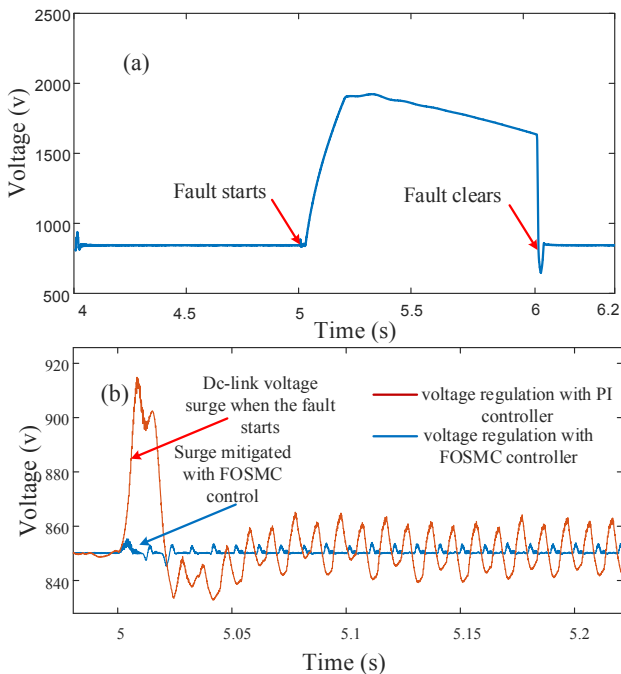 2500
(a)
2000
Voltage (v)
1500
Fault starts
Fault clears
1000
500
4
4.5
5
5.5
6
6.2
Time (s)
920
(b)
Dc-link voltage
surge when the fault
starts
voltage regulation with PI
controller
900
Surge mitigated
with FOSMC
control
voltage regulation with
FOSMC controller
880
Voltage (v)
860
840
5
5.05
5.1
5.15
5.2
Time (s)